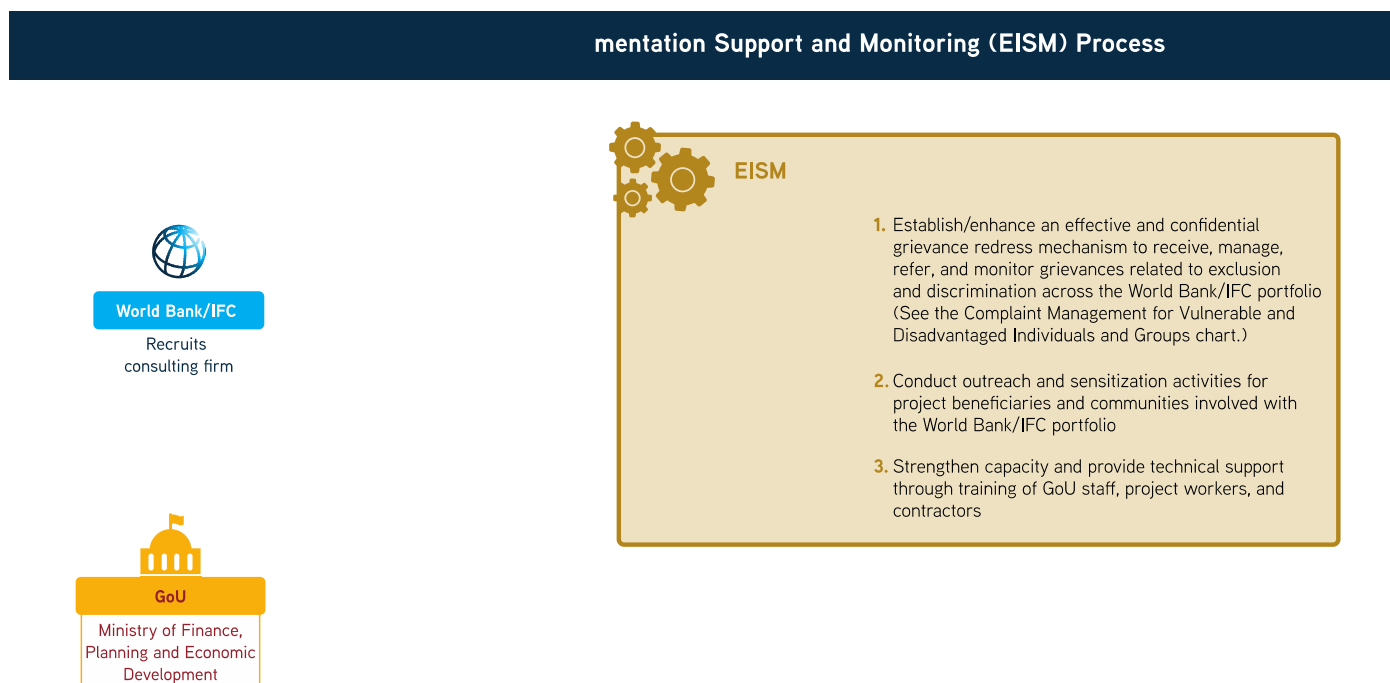 mentation Support and Monitoring (EISM) Process
EISM
1. Establish/enhance an effective and confidential
grievance redress mechanism to receive, manage,
refer, and monitor grievances related to exclusion
and discrimination across the World Bank/IFC portfolio
(See the Complaint Management for Vulnerable and
Disadvantaged Individuals and Groups chart.)
2. Conduct outreach and sensitization activities for
project beneficiaries and communities involved with
the World Bank/IFC portfolio
3. Strengthen capacity and provide technical support
through training of GoU staff, project workers, and
contractors
World Bank/IFC
Recruits
consulting firm
GoU
Ministry of Finance,
Planning and Economic
Development